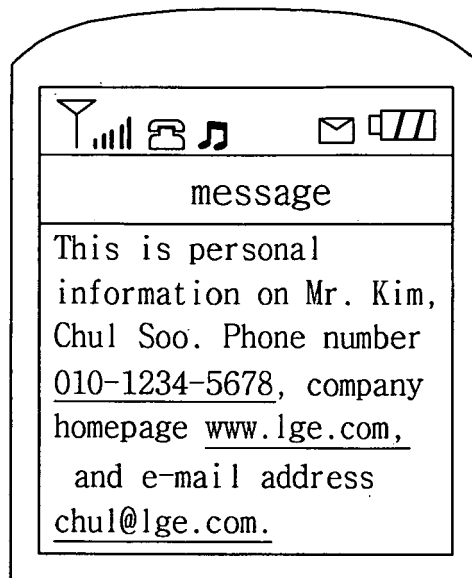 message
This is personal
information on Mr. Kim,
Chul Soo. Phone number
010-1234-5678, company
homepage www.lge.com,
and e-mail address
chul@lge.com.